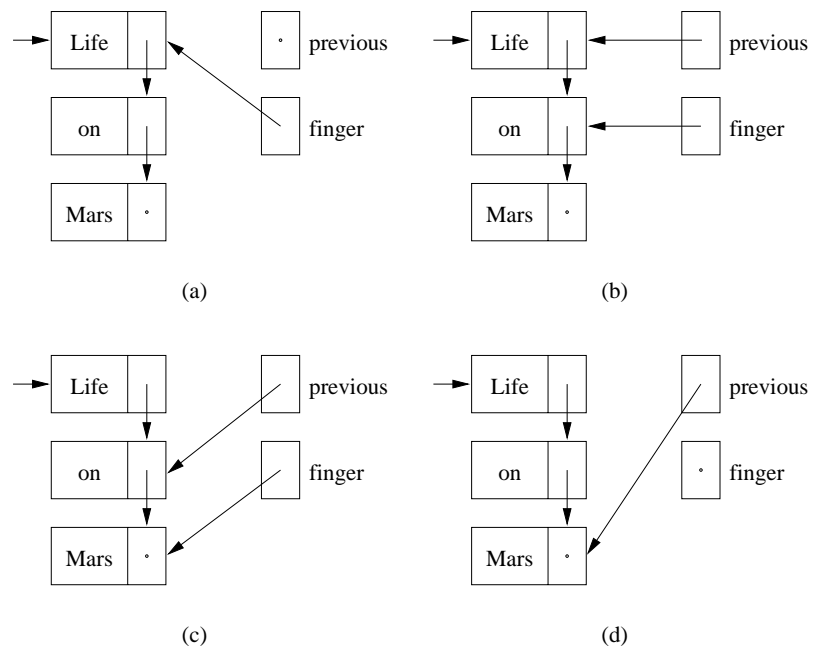 Life previous
on finger
Mars
(a)
Life previous
on finger
Mars
(b)
Life previous
on finger
Mars
(c)
Life previous
on finger
Mars
(d)